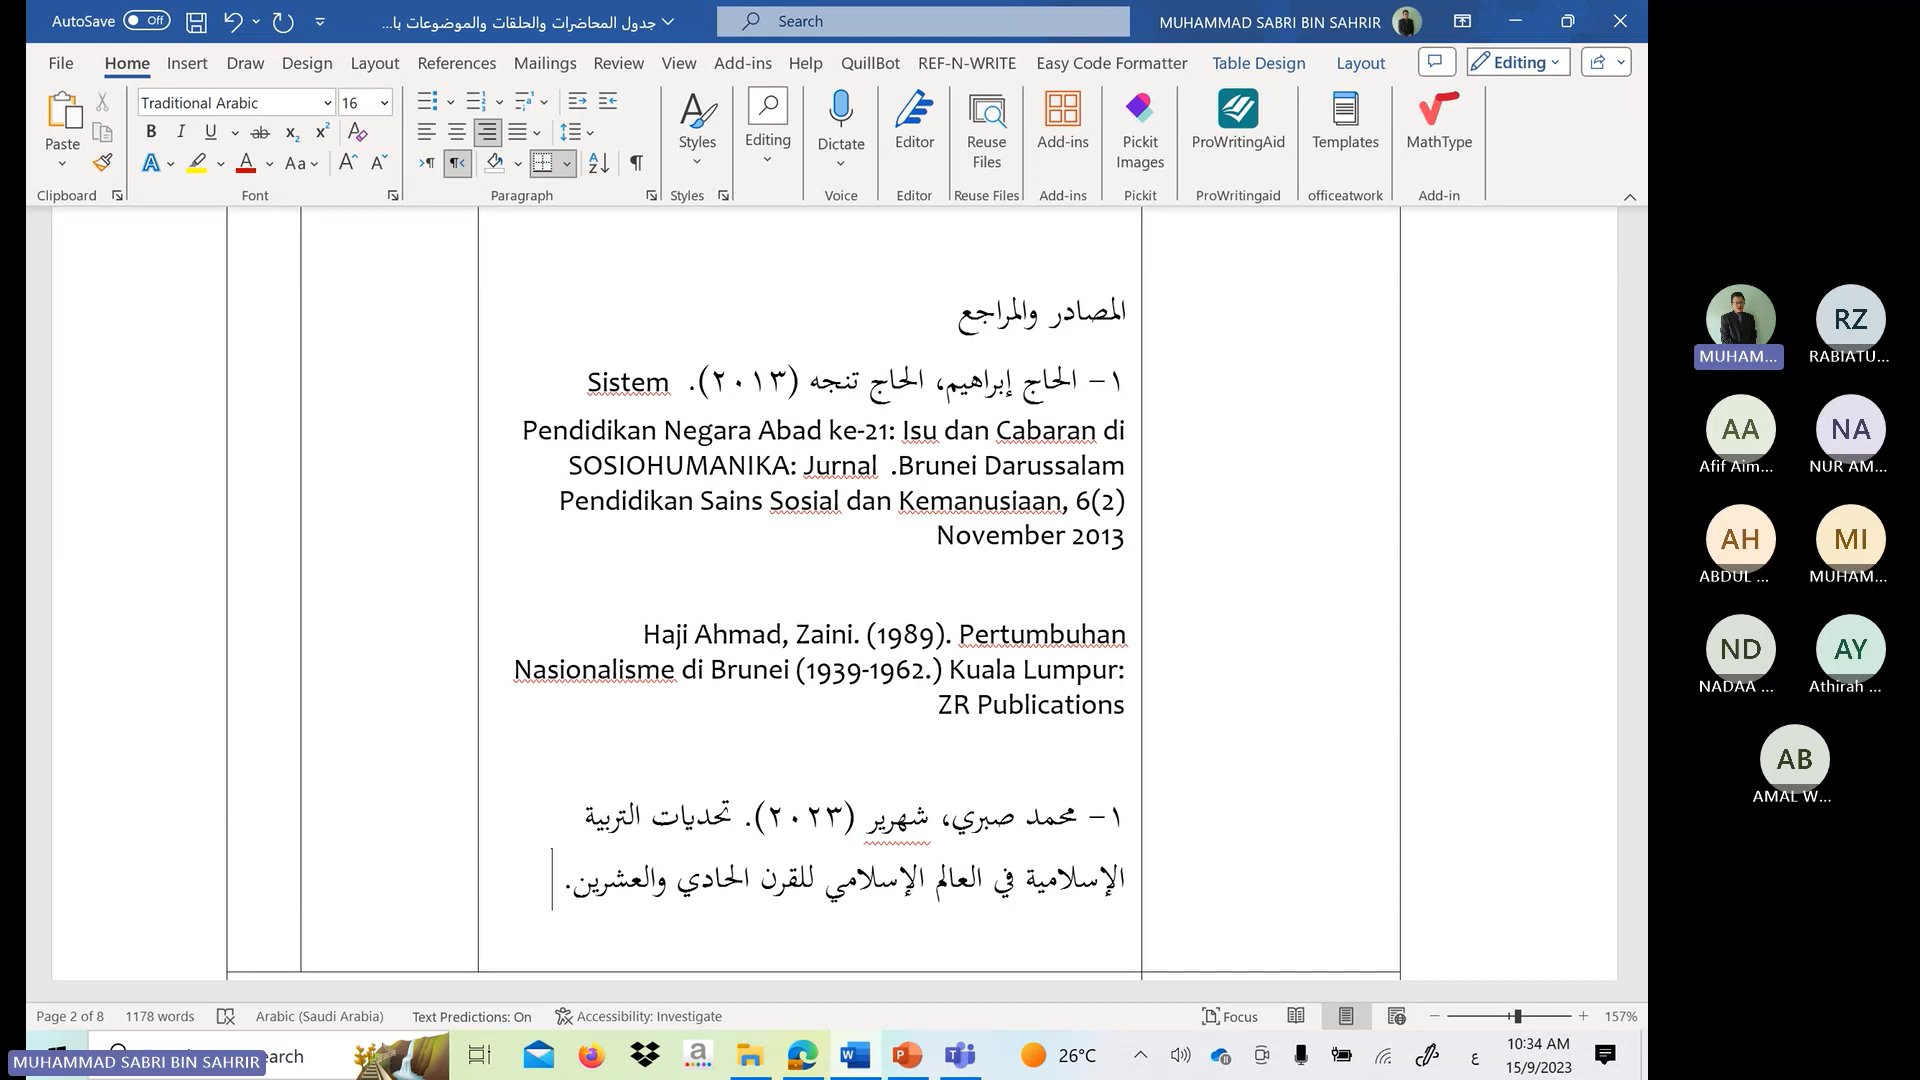 AutoSave Off
جدول المحاضرات والحلقات والموضوعات با...
Search
MUHAMMAD SABRI BIN SAHRIR
File Home Insert Draw Design Layout References Mailings Review View Add-ins Help QuillBot REF-N-WRITE Easy Code Formatter Table Design Layout Editing
Traditional Arabic 16
Paste
Styles
Editing
Dictate
Editor
Reuse Files
Add-ins
Pickit Images
ProWritingAid
Templates
MathType
Clipboard Font Paragraph Styles Voice Editor Reuse Files Add-ins Pickit ProWritingaid officeatwork Add-in
المصادر والمراجع
١- الحاج إبراهيم، الحاج تنجه (٢٠١٣). Sistem
Pendidikan Negara Abad ke-21: Isu dan Cabaran di
SOSIOHUMANIKA: Jurnal .Brunei Darussalam
Pendidikan Sains Sosial dan Kemanusiaan, 6(2)
November 2013
Haji Ahmad, Zaini. (1989). Pertumbuhan
Nasionalisme di Brunei (1939-1962.) Kuala Lumpur:
ZR Publications
١- محمد صبري، شهرير (٢٠٢٣). تحديات التربية
الإسلامية في العالم الإسلامي للقرن الحادي والعشرين.
MUHAM...
RABIATU...
RZ
AA
Afif Aim...
NA
NUR AM...
AH
ABDUL ...
MI
MUHAM...
ND
NADAA ...
AY
Athirah ...
AB
AMAL W...
Page 2 of 8 1178 words Arabic (Saudi Arabia) Text Predictions: On Accessibility: Investigate Focus 157%
MUHAMMAD SABRI BIN SAHRIR
26°C
ع
10:34 AM
15/9/2023